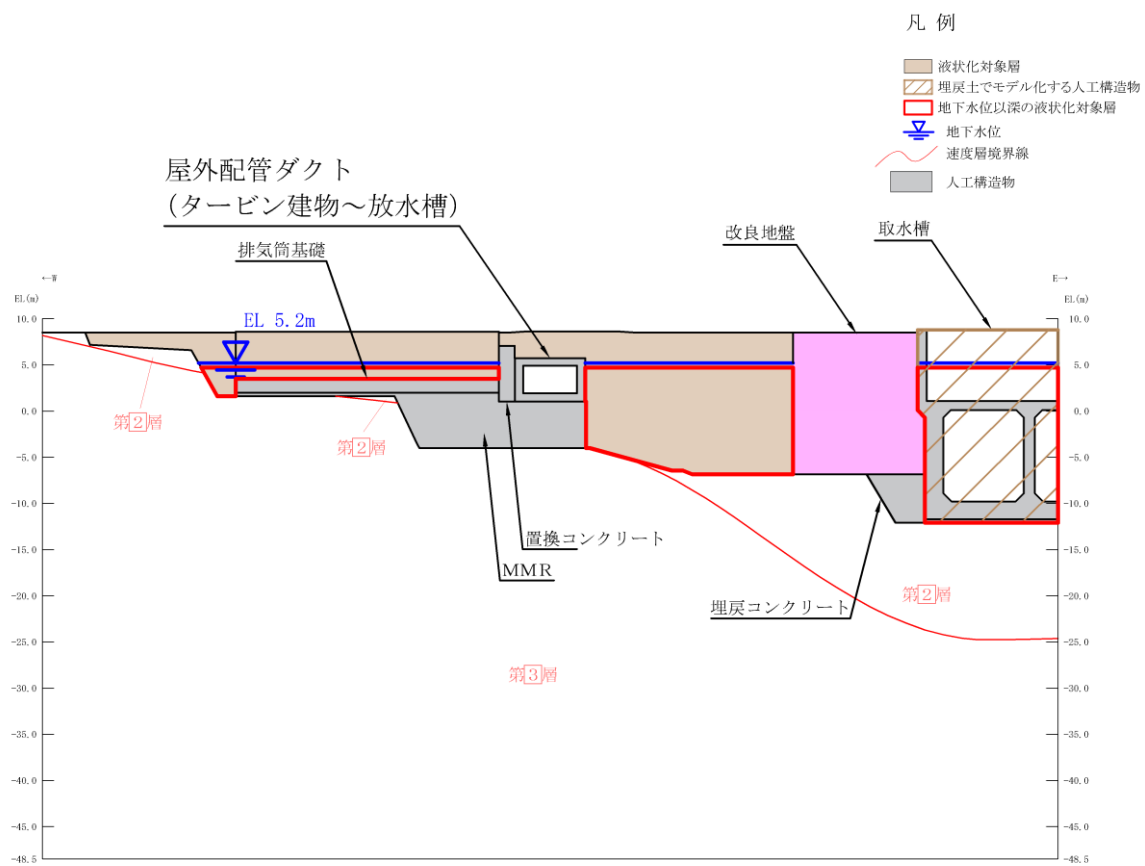 凡 例
液状化対象層
埋戻土でモデル化する人工構造物
地下水位以深の液状化対象層
地下水位
速度層境界線
人工構造物
屋外配管ダクト
(タービン建物～放水槽)
排気筒基礎
改良地盤
取水槽
←W
E→
EL(m)
EL(m)
EL 5.2m
10.0
5.0
0.0
-5.0
-10.0
-15.0
-20.0
-25.0
-30.0
-35.0
-40.0
-45.0
-48.5
第2層
第2層
置換コンクリート
MMR
埋戻コンクリート
第2層
第3層
10.0
5.0
0.0
-5.0
-10.0
-15.0
-20.0
-25.0
-30.0
-35.0
-40.0
-45.0
-48.5